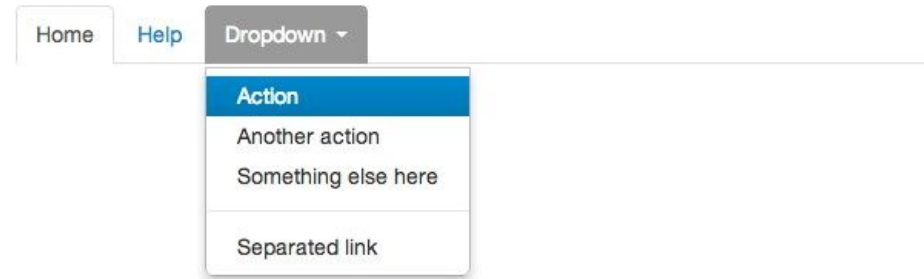 Home Help Dropdown
Action
Another action
Something else here
Separated link